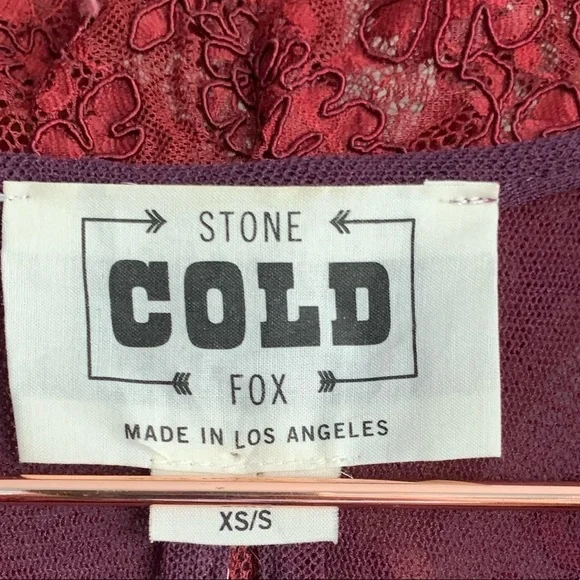 STONE
COLD
FOX
MADE IN LOS ANGELES
XS/S